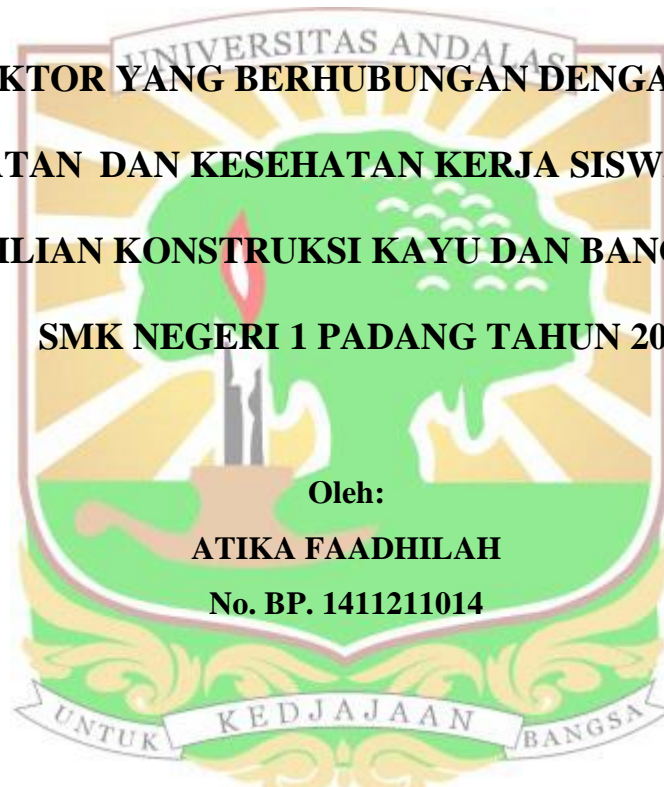 UNIVERSITAS ANDALAS
KTOR YANG BERHUBUNGAN DENGA
ATAN DAN KESEHATAN KERJA SISW
ILIAN KONSTRUKSI KAYU DAN BANG
SMK NEGERI 1 PADANG TAHUN 20
Oleh:
ATIKA FAADHILAH
No. BP. 1411211014
UNTUK KEDJAJAAN BANGSA